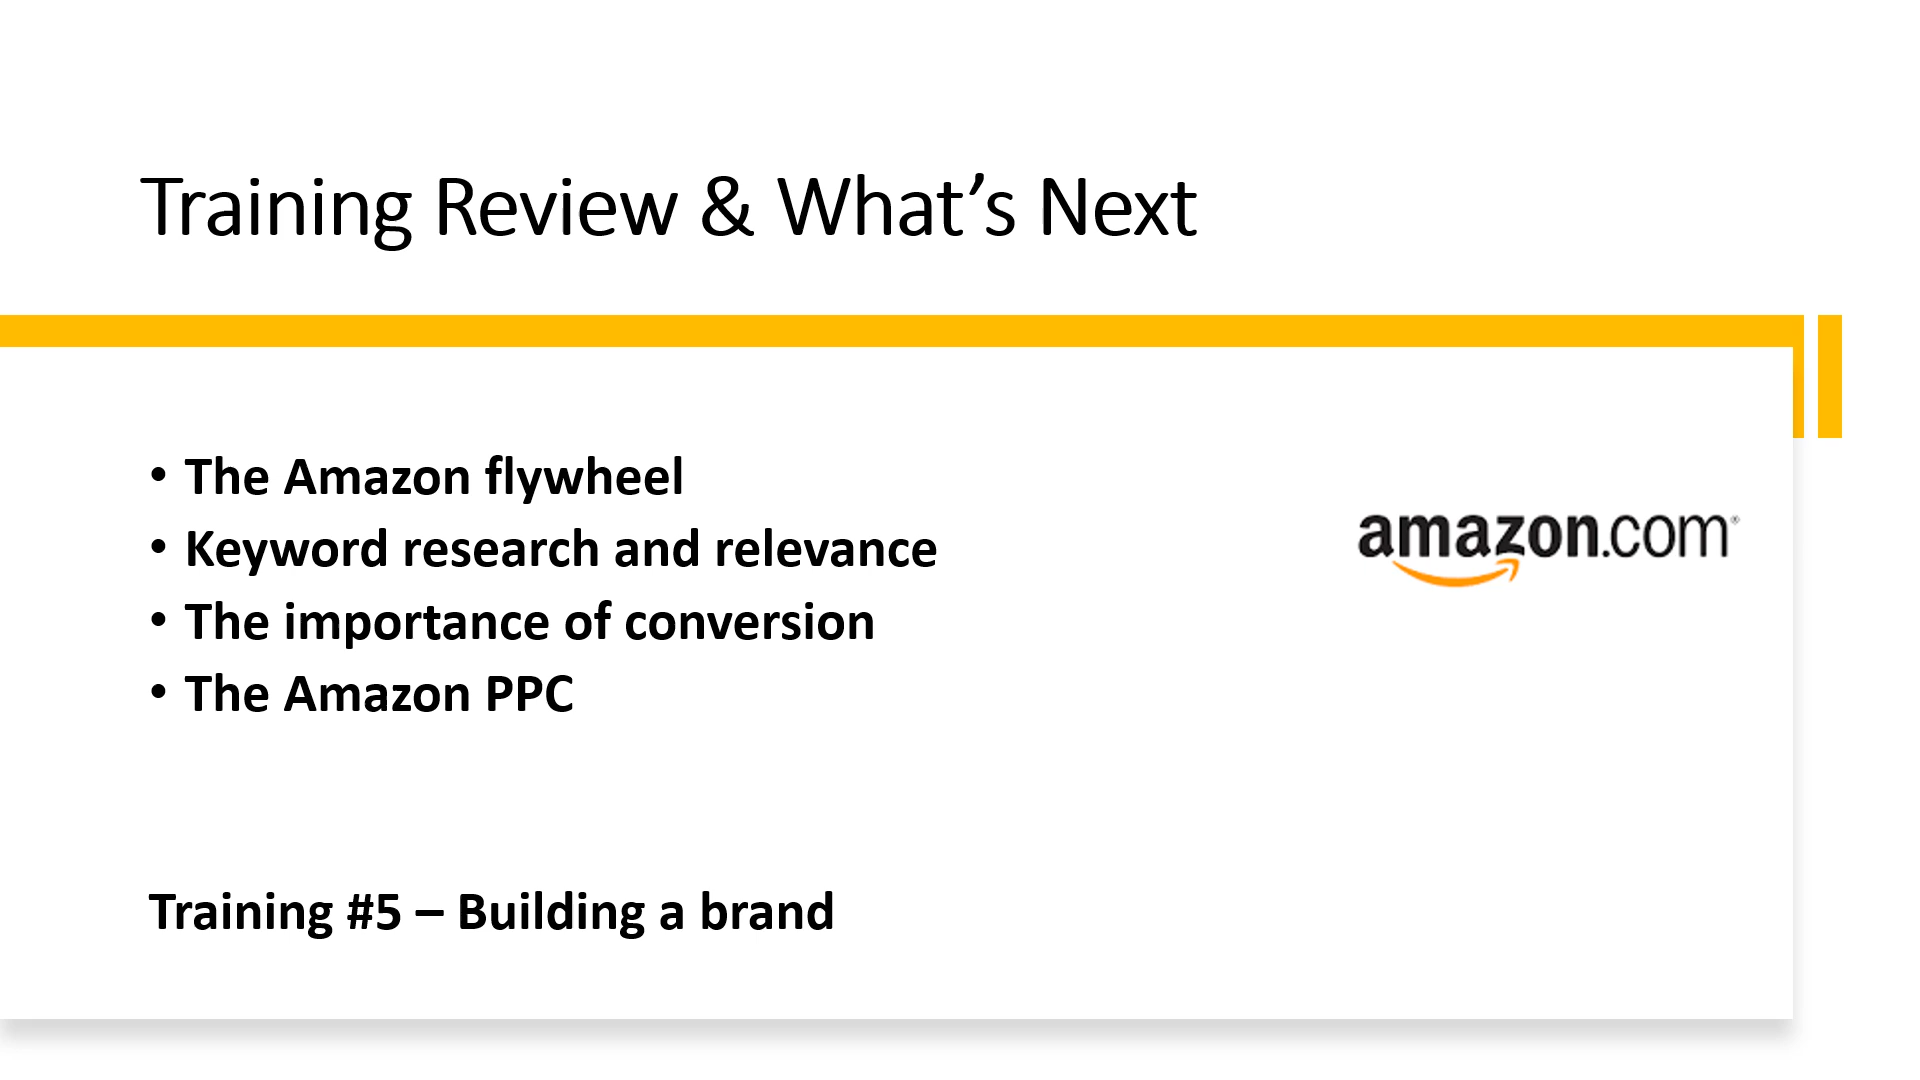 Training Review & What’s Next
• The Amazon flywheel
• Keyword research and relevance
• The importance of conversion
• The Amazon PPC
amazon.com®
Training #5 – Building a brand